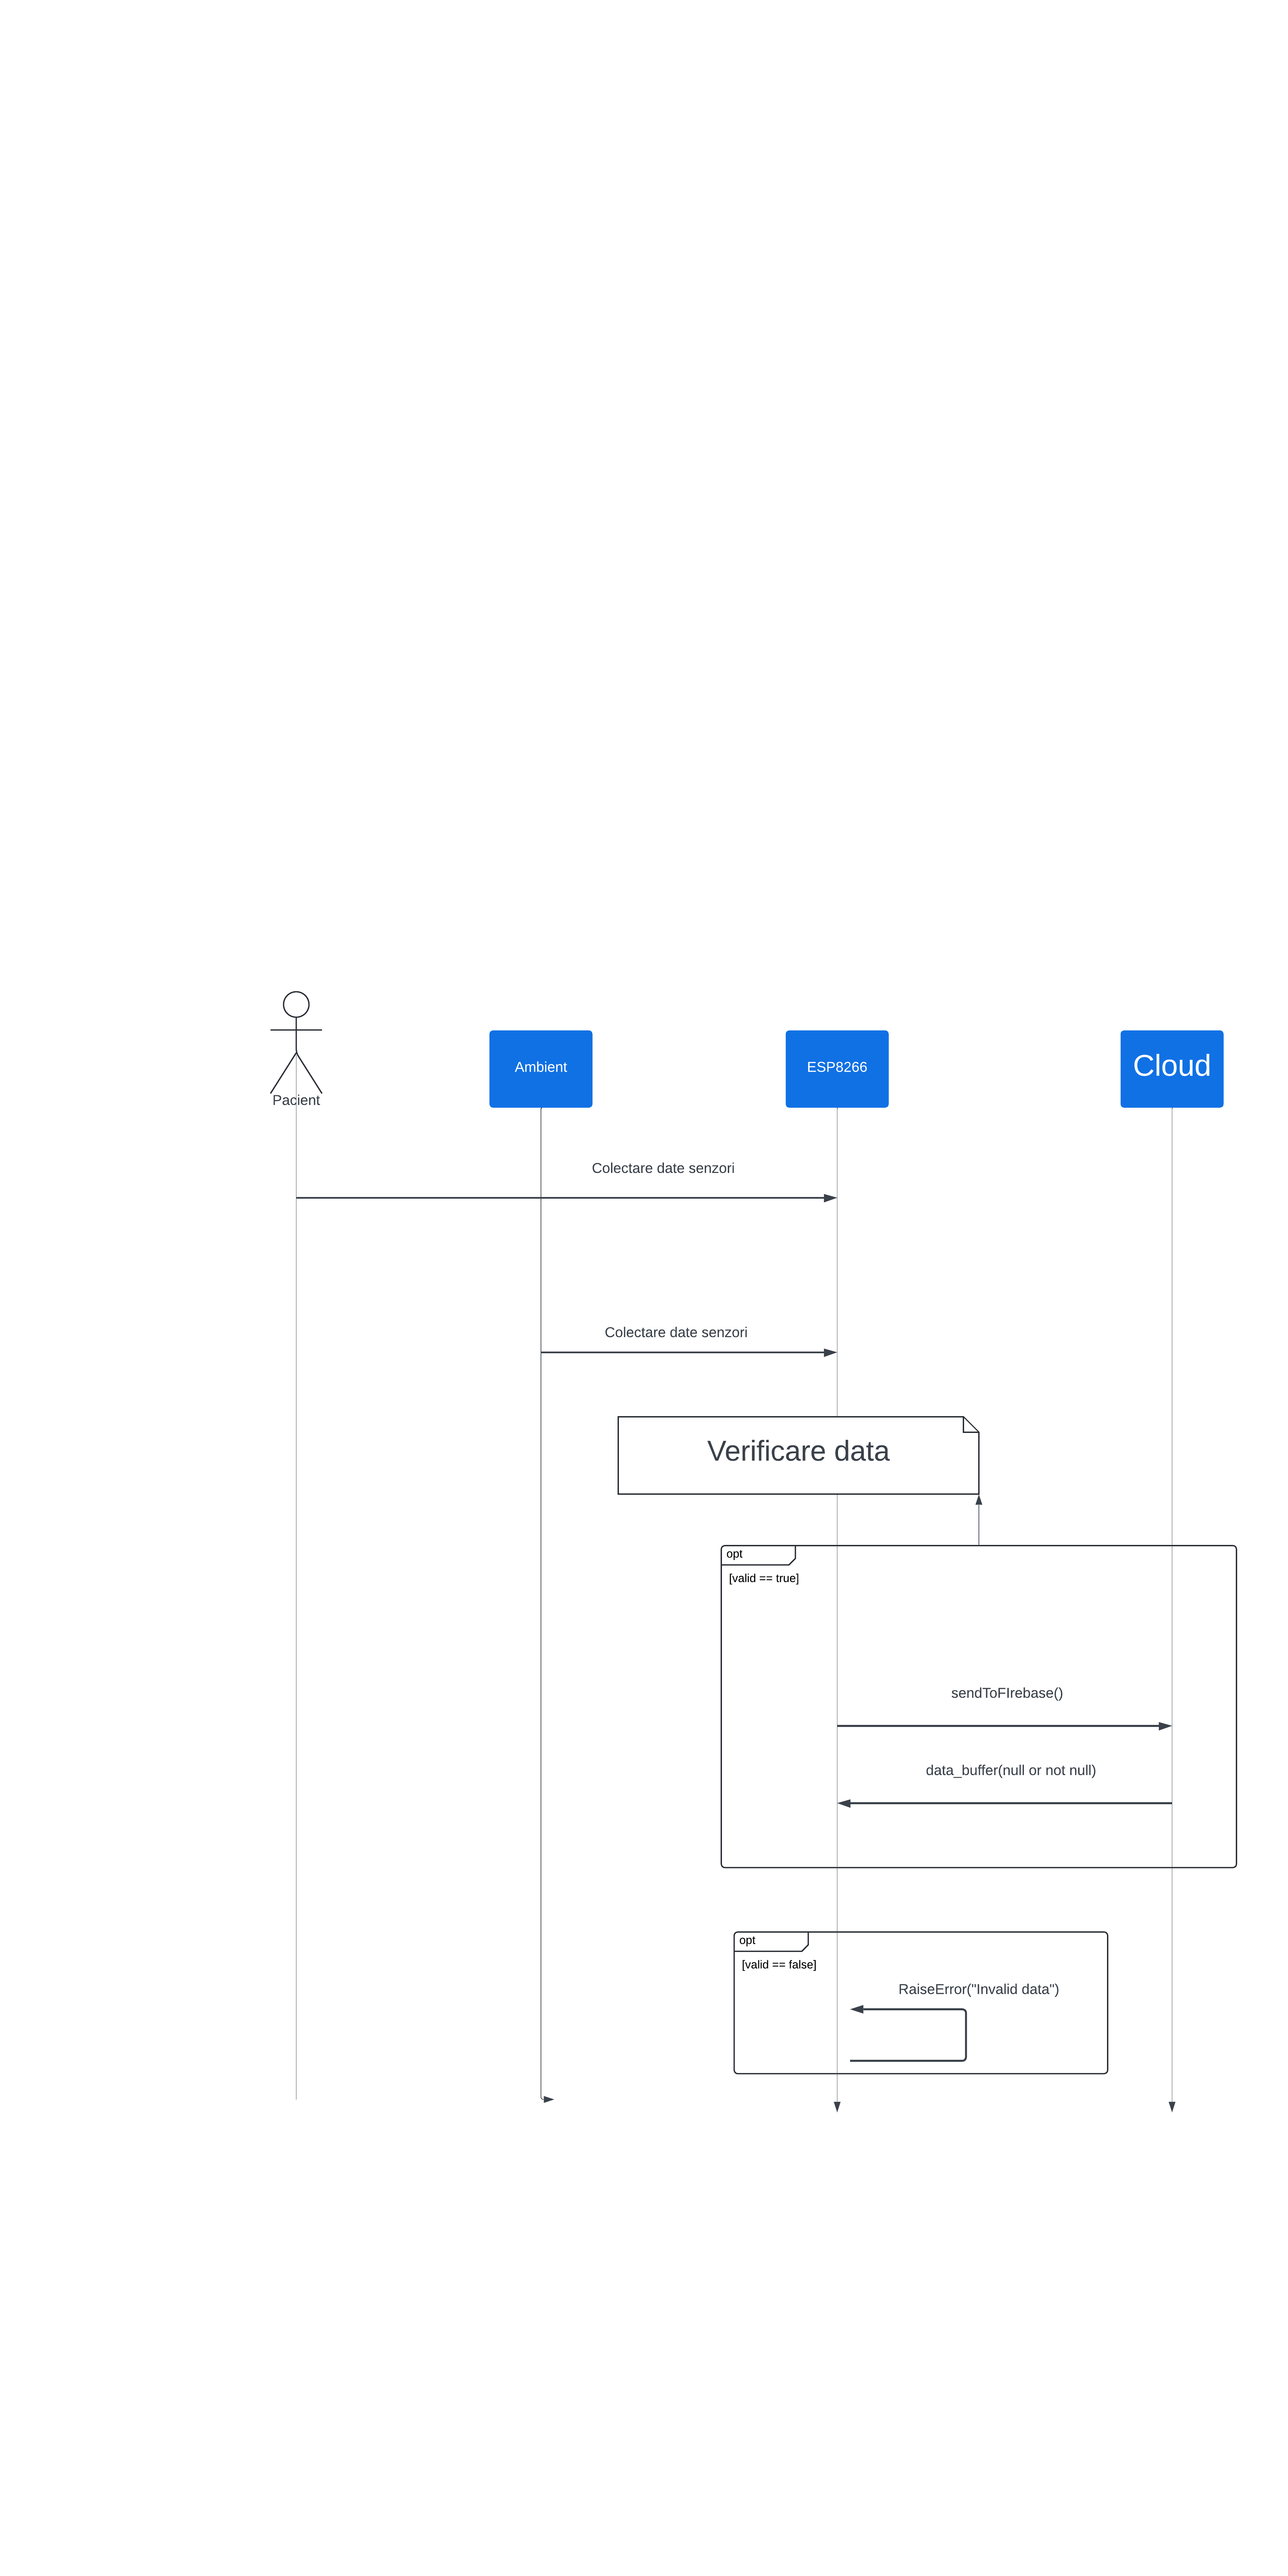 Pacient
Ambient
ESP8266
Cloud
Colectare date senzori
Colectare date senzori
Verificare data
opt
[valid == true]
sendToFIrebase()
data_buffer(null or not null)
opt
[valid == false]
RaiseError("Invalid data")